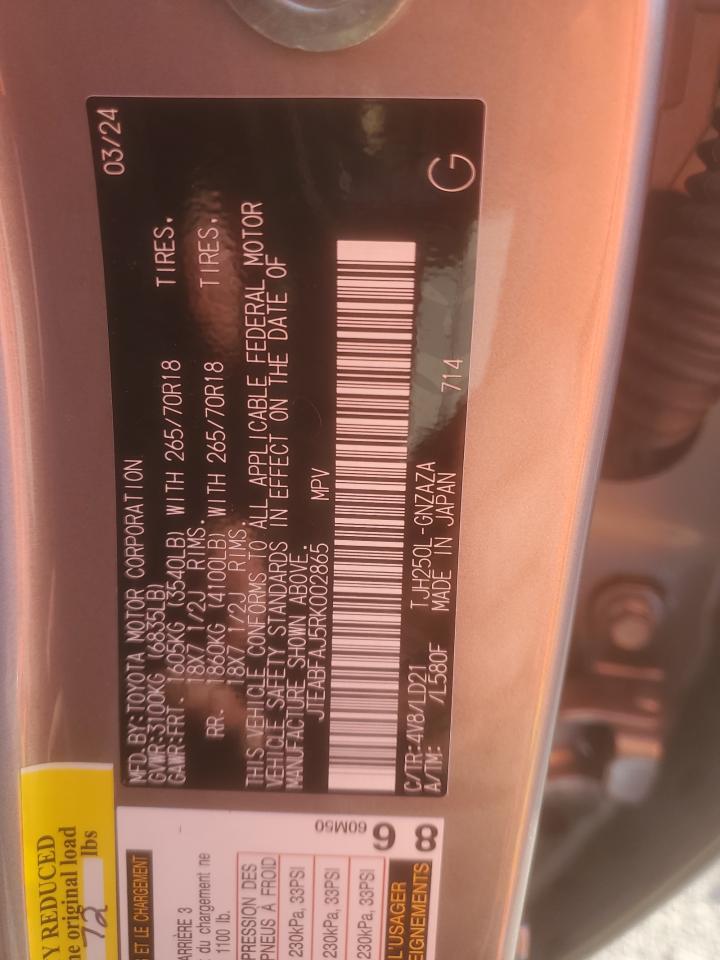 MFD. BY: TOYOTA MOTOR CORPORATION 03/24
GVWR: 3100KG (6835LB)
GAWR: FRT. 1605KG (3540LB) WITH 265/70R18 TIRES.
18X7 1/2J RIMS.
RR. 1860KG (4100LB) WITH 265/70R18 TIRES.
18X7 1/2J RIMS.
THIS VEHICLE CONFORMS TO ALL APPLICABLE FEDERAL MOTOR
VEHICLE SAFETY STANDARDS IN EFFECT ON THE DATE OF
MANUFACTURE SHOWN ABOVE.
JTEABFAJ5RK002865 MPV
C/TR: 4V8/LD21 TJH250L-GNZAZA
A/TM: /L580F MADE IN JAPAN 714
G
Y REDUCED
he original load
72 lbs
S ET LE CHARGEMENT
ARRIÈRE 3
du chargement ne
1100 lb.
PRESSION DES
PNEUS À FROID
230kPa, 33PSI
230kPa, 33PSI
230kPa, 33PSI
L'USAGER
EIGNEMENTS
60M50
6
8